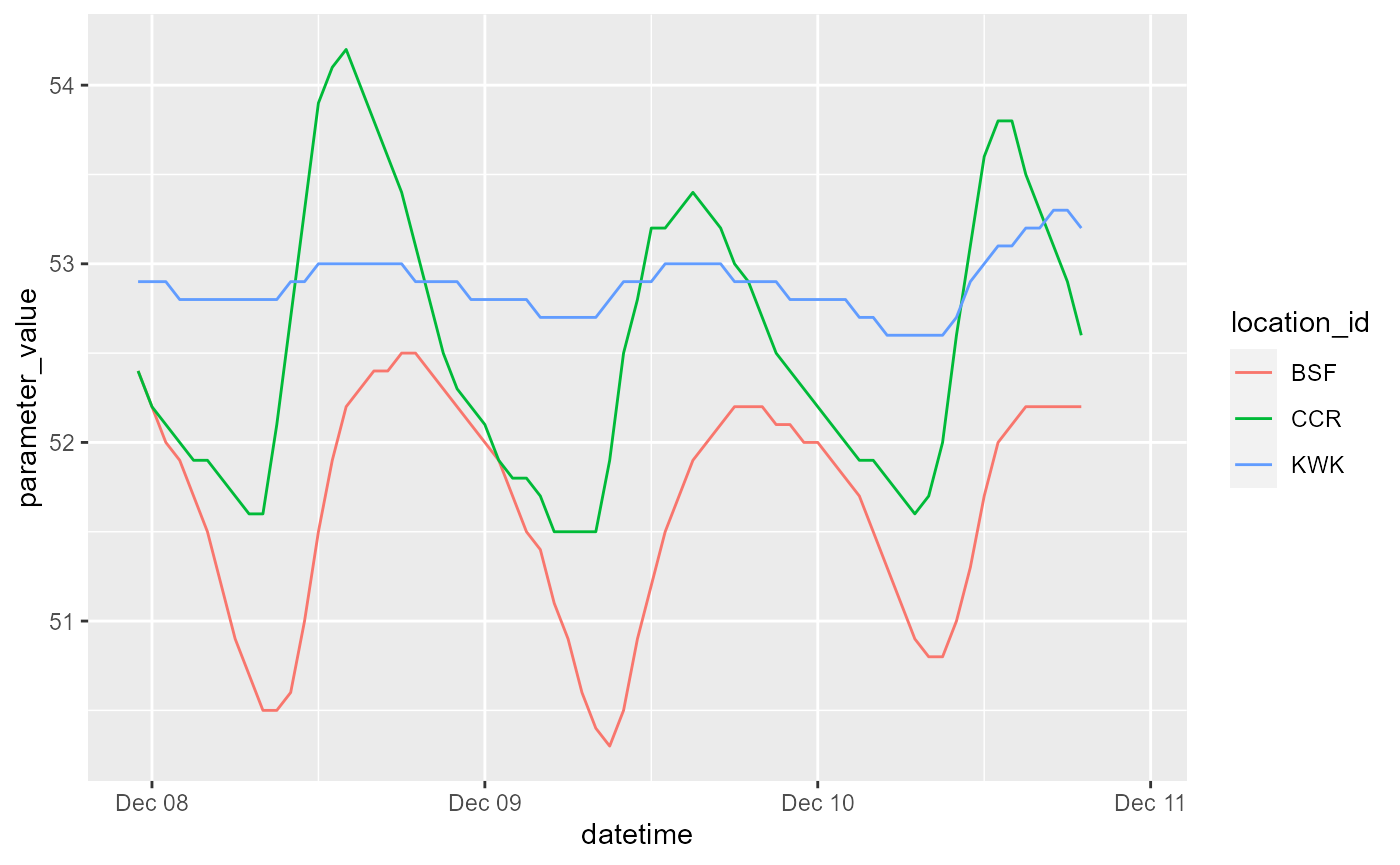 parameter_value
54
53
52
51
Dec 08
Dec 09
Dec 10
Dec 11
datetime
location_id
BSF
CCR
KWK